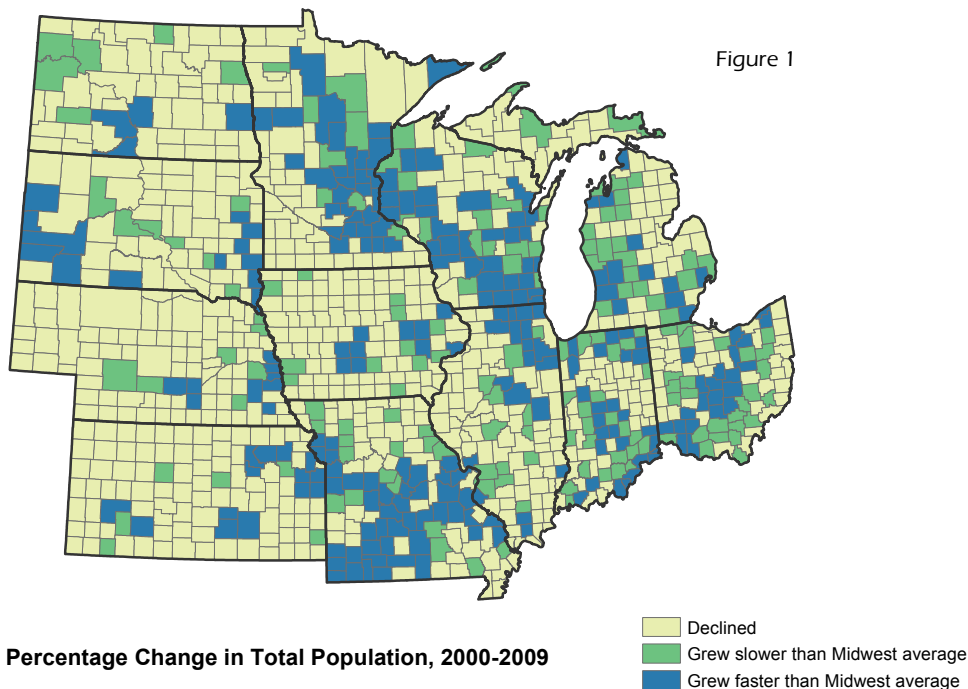 Figure 1
Declined
Percentage Change in Total Population, 2000-2009
Grew slower than Midwest average
Grew faster than Midwest average